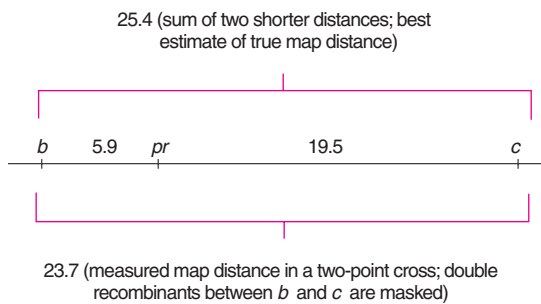 25.4 (sum of two shorter distances; best
estimate of true map distance)
b 5.9 pr 19.5 c
23.7 (measured map distance in a two-point cross; double
recombinants between b and c are masked)